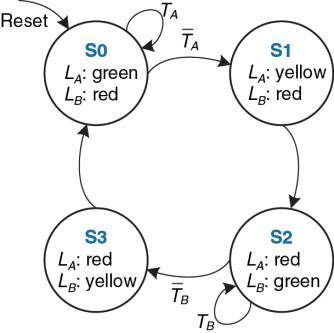 Reset
T_A
S0
L_A: green
L_B: red
T̅_A
S1
L_A: yellow
L_B: red
S3
L_A: red
L_B: yellow
T̅_B
S2
L_A: red
L_B: green
T_B